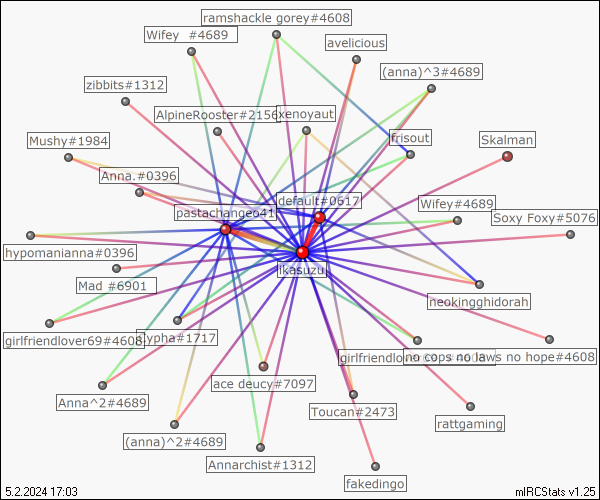 ramshackle gorey#4608
Wifey #4689
avelicious
(anna)^3#4689
zibbits#1312
AlpineRooster#2156
xenoyaut
Mushy#1984
frisout
Skalman
Anna.#0396
default#0617
pastachangeo41
Wifey#4689
Soxy Foxy#5076
hypomanianna#0396
ikasuzu
Mad #6901
neokingghidorah
girlfriendlover69#4608
lypha#1717
no cops no laws no hope#4608
ace deucy#7097
Anna^2#4689
Toucan#2473
rattgaming
(anna)^2#4689
Annarchist#1312
fakedingo
5.2.2024 17:03
mIRCStats v1.25